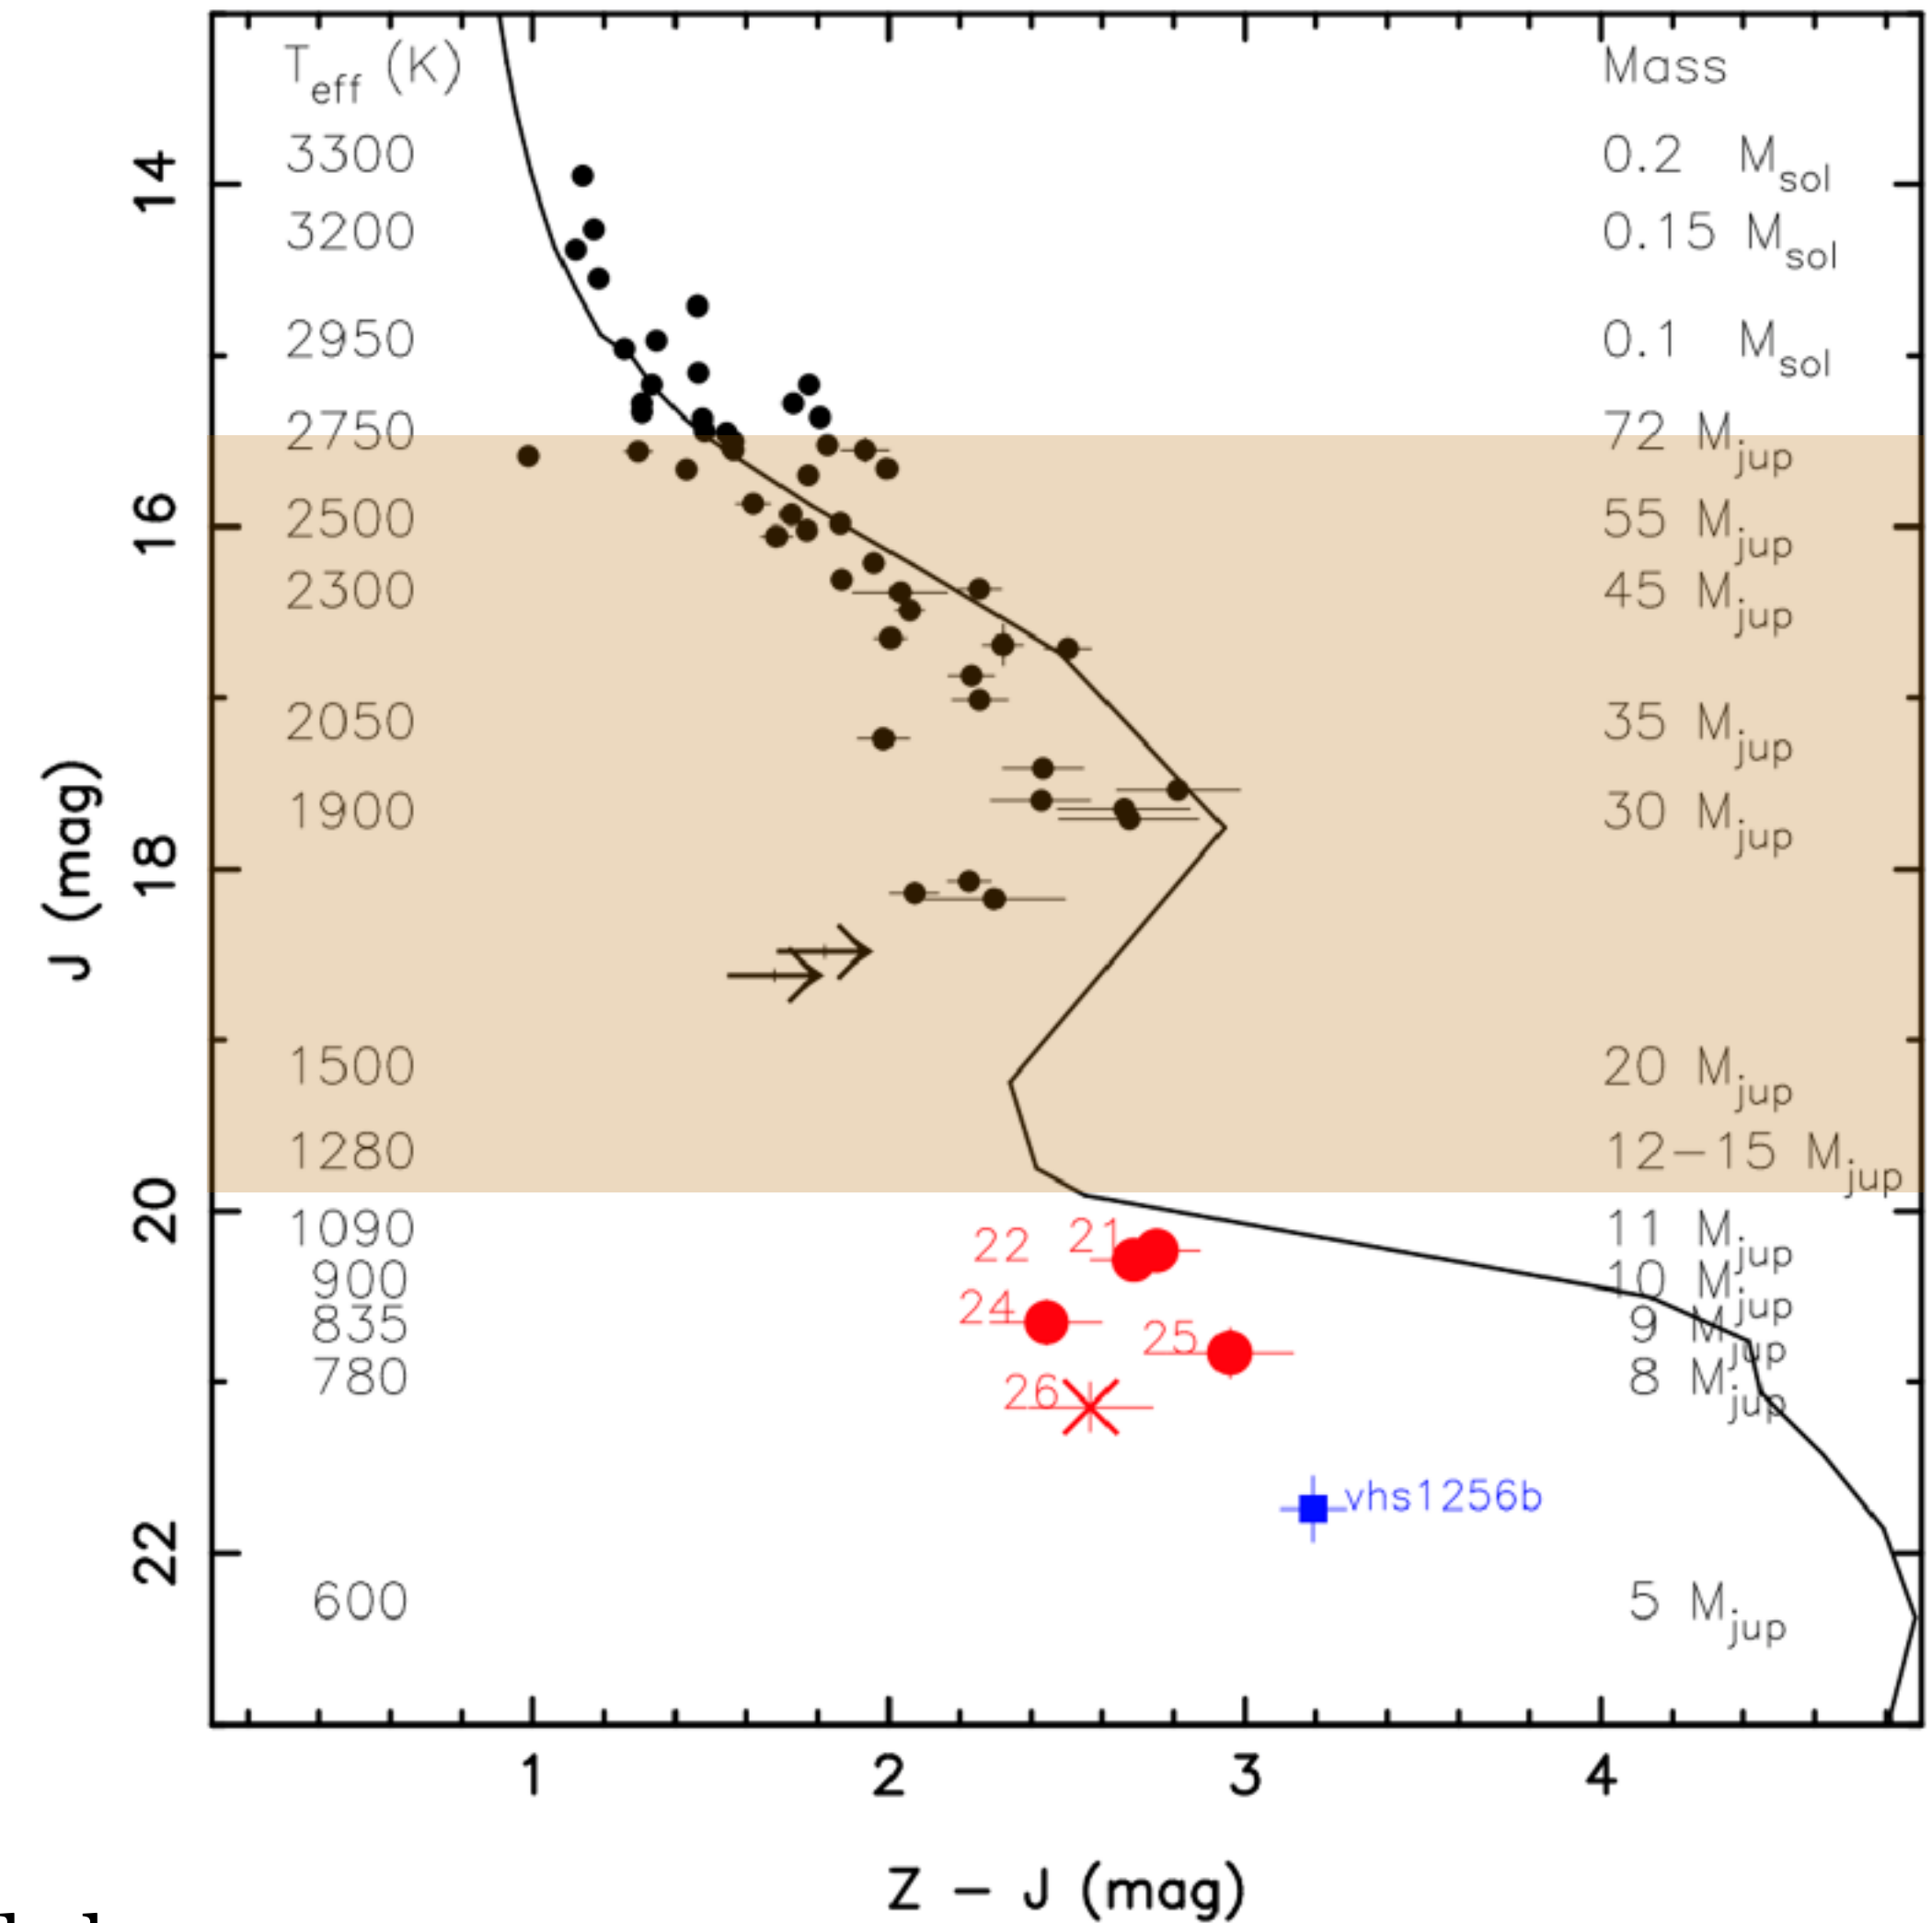 T_eff (K) Mass
3300 0.2 M_sol
14
3200 0.15 M_sol
2950 0.1 M_sol
2750 72 M_jup
16
2500 55 M_jup
2300 45 M_jup
2050 35 M_jup
J (mag)
1900 30 M_jup
18
1500 20 M_jup
1280 12-15 M_jup
20
1090 22 21 11 M_jup
900 10 M_jup
835 24 25 9 M_jup
780 26 8 M_jup
vhs1256b
22
600 5 M_jup
1 2 3 4
Z - J (mag)